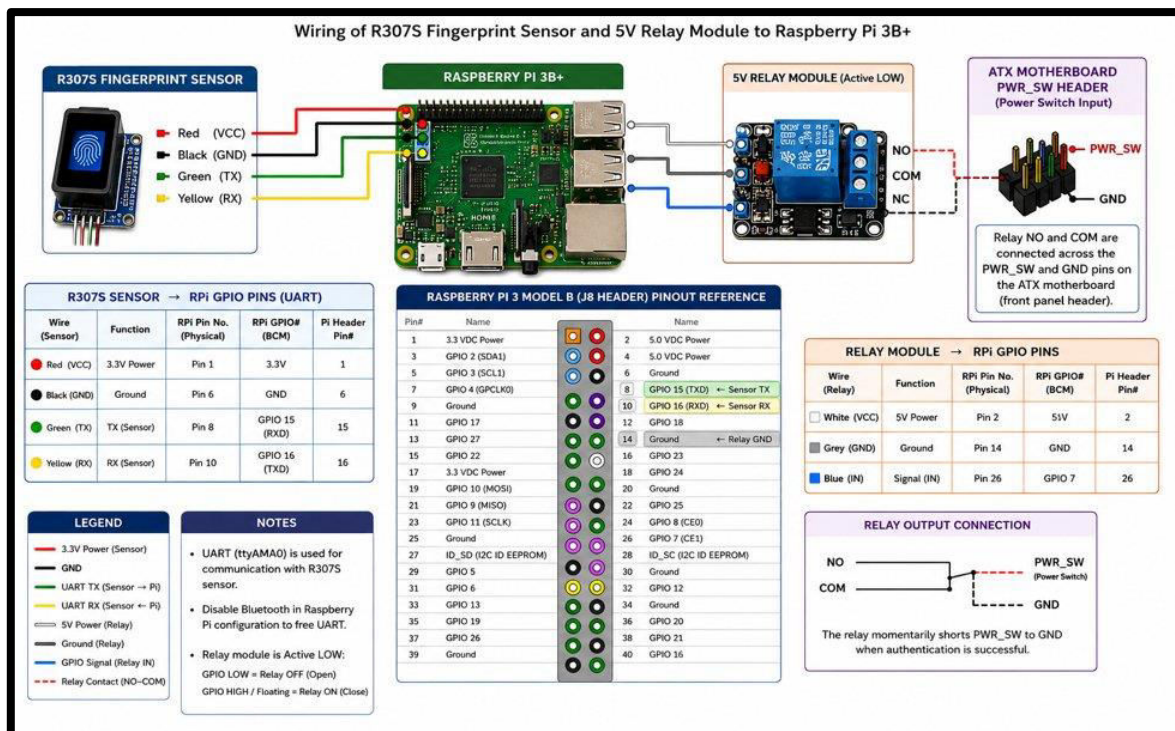 Wiring of R307S Fingerprint Sensor and 5V Relay Module to Raspberry Pi 3B+
R307S FINGERPRINT SENSOR
Red (VCC)
Black (GND)
Green (TX)
Yellow (RX)
RASPBERRY PI 3B+
HDMI
5V RELAY MODULE (Active LOW)
NO
COM
NC
ATX MOTHERBOARD
PWR_SW HEADER
(Power Switch Input)
PWR_SW
GND
Relay NO and COM are
connected across the
PWR_SW and GND pins on
the ATX motherboard
(front panel header).
R307S SENSOR → RPi GPIO PINS (UART)
Wire (Sensor) Function RPi Pin No. (Physical) RPi GPIO# (BCM) Pi Header Pin#
Red (VCC) 3.3V Power Pin 1 3.3V 1
Black (GND) Ground Pin 6 GND 6
Green (TX) TX (Sensor) Pin 8 GPIO 15 (RXD) 15
Yellow (RX) RX (Sensor) Pin 10 GPIO 16 (TXD) 16
RASPBERRY PI 3 MODEL B (J8 HEADER) PINOUT REFERENCE
Pin# Name Name
1 3.3 VDC Power 2 5.0 VDC Power
3 GPIO 2 (SDA1) 4 5.0 VDC Power
5 GPIO 3 (SCL1) 6 Ground
7 GPIO 4 (GPCLK0) 8 GPIO 15 (TXD) ← Sensor TX
9 Ground 10 GPIO 16 (RXD) ← Sensor RX
11 GPIO 17 12 GPIO 18
13 GPIO 27 14 Ground ← Relay GND
15 GPIO 22 16 GPIO 23
17 3.3 VDC Power 18 GPIO 24
19 GPIO 10 (MOSI) 20 Ground
21 GPIO 9 (MISO) 22 GPIO 25
23 GPIO 11 (SCLK) 24 GPIO 8 (CE0)
25 Ground 26 GPIO 7 (CE1)
27 ID_SD (I2C ID EEPROM) 28 ID_SC (I2C ID EEPROM)
29 GPIO 5 30 Ground
31 GPIO 6 32 GPIO 12
33 GPIO 13 34 Ground
35 GPIO 19 36 GPIO 20
37 GPIO 26 38 GPIO 21
39 Ground 40 GPIO 16
RELAY MODULE → RPi GPIO PINS
Wire (Relay) Function RPi Pin No. (Physical) RPi GPIO# (BCM) Pi Header Pin#
White (VCC) 5V Power Pin 2 51V 2
Grey (GND) Ground Pin 14 GND 14
Blue (IN) Signal (IN) Pin 26 GPIO 7 26
LEGEND
3.3V Power (Sensor)
GND
UART TX (Sensor → Pi)
UART RX (Sensor ← Pi)
5V Power (Relay)
Ground (Relay)
GPIO Signal (Relay IN)
Relay Contact (NO–COM)
NOTES
• UART (ttyAMA0) is used for
communication with R307S
sensor.
• Disable Bluetooth in Raspberry
Pi configuration to free UART.
• Relay module is Active LOW:
GPIO LOW = Relay OFF (Open)
GPIO HIGH / Floating = Relay ON (Close)
RELAY OUTPUT CONNECTION
NO
COM
PWR_SW
(Power Switch)
GND
The relay momentarily shorts PWR_SW to GND
when authentication is successful.